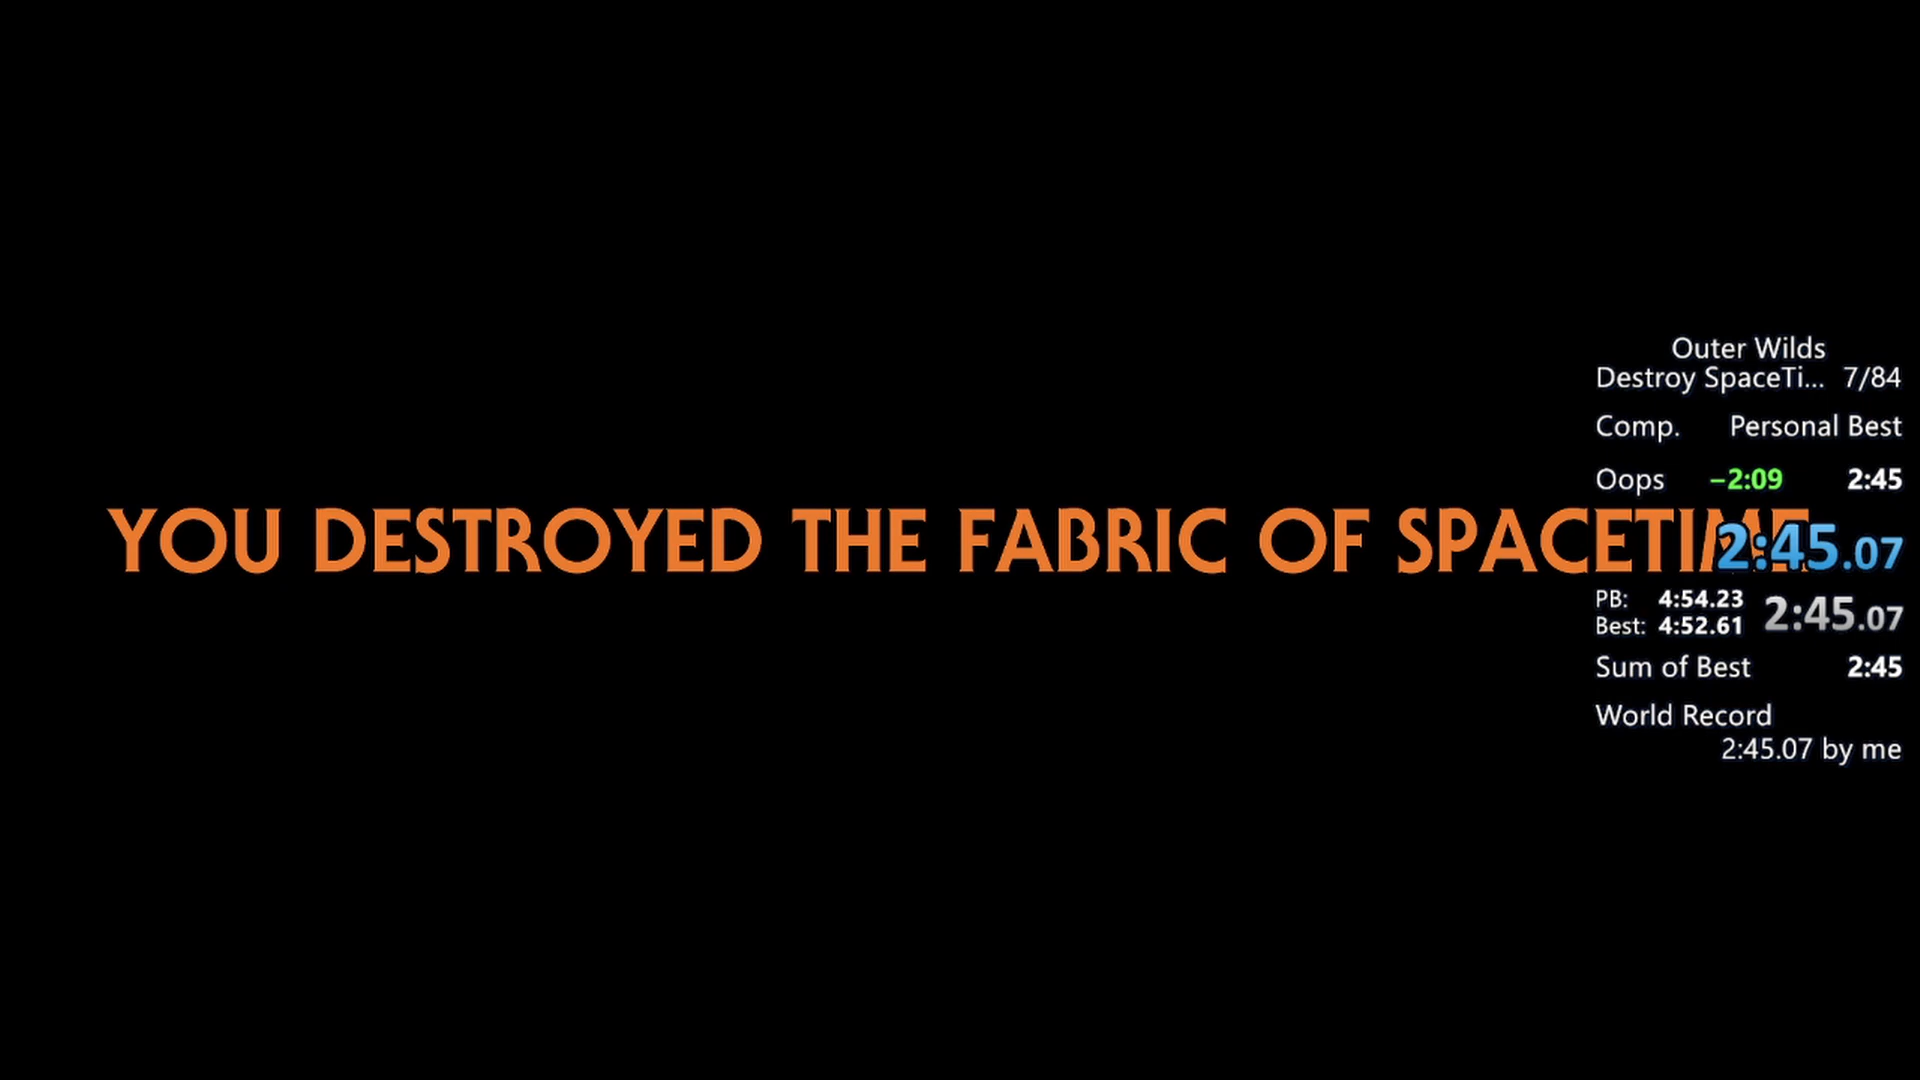 YOU DESTROYED THE FABRIC OF SPACETIME
Outer Wilds
Destroy SpaceTi... 7/84
Comp. Personal Best
Oops −2:09 2:45
2:45.07
PB: 4:54.23
Best: 4:52.61
2:45.07
Sum of Best 2:45
World Record
2:45.07 by me